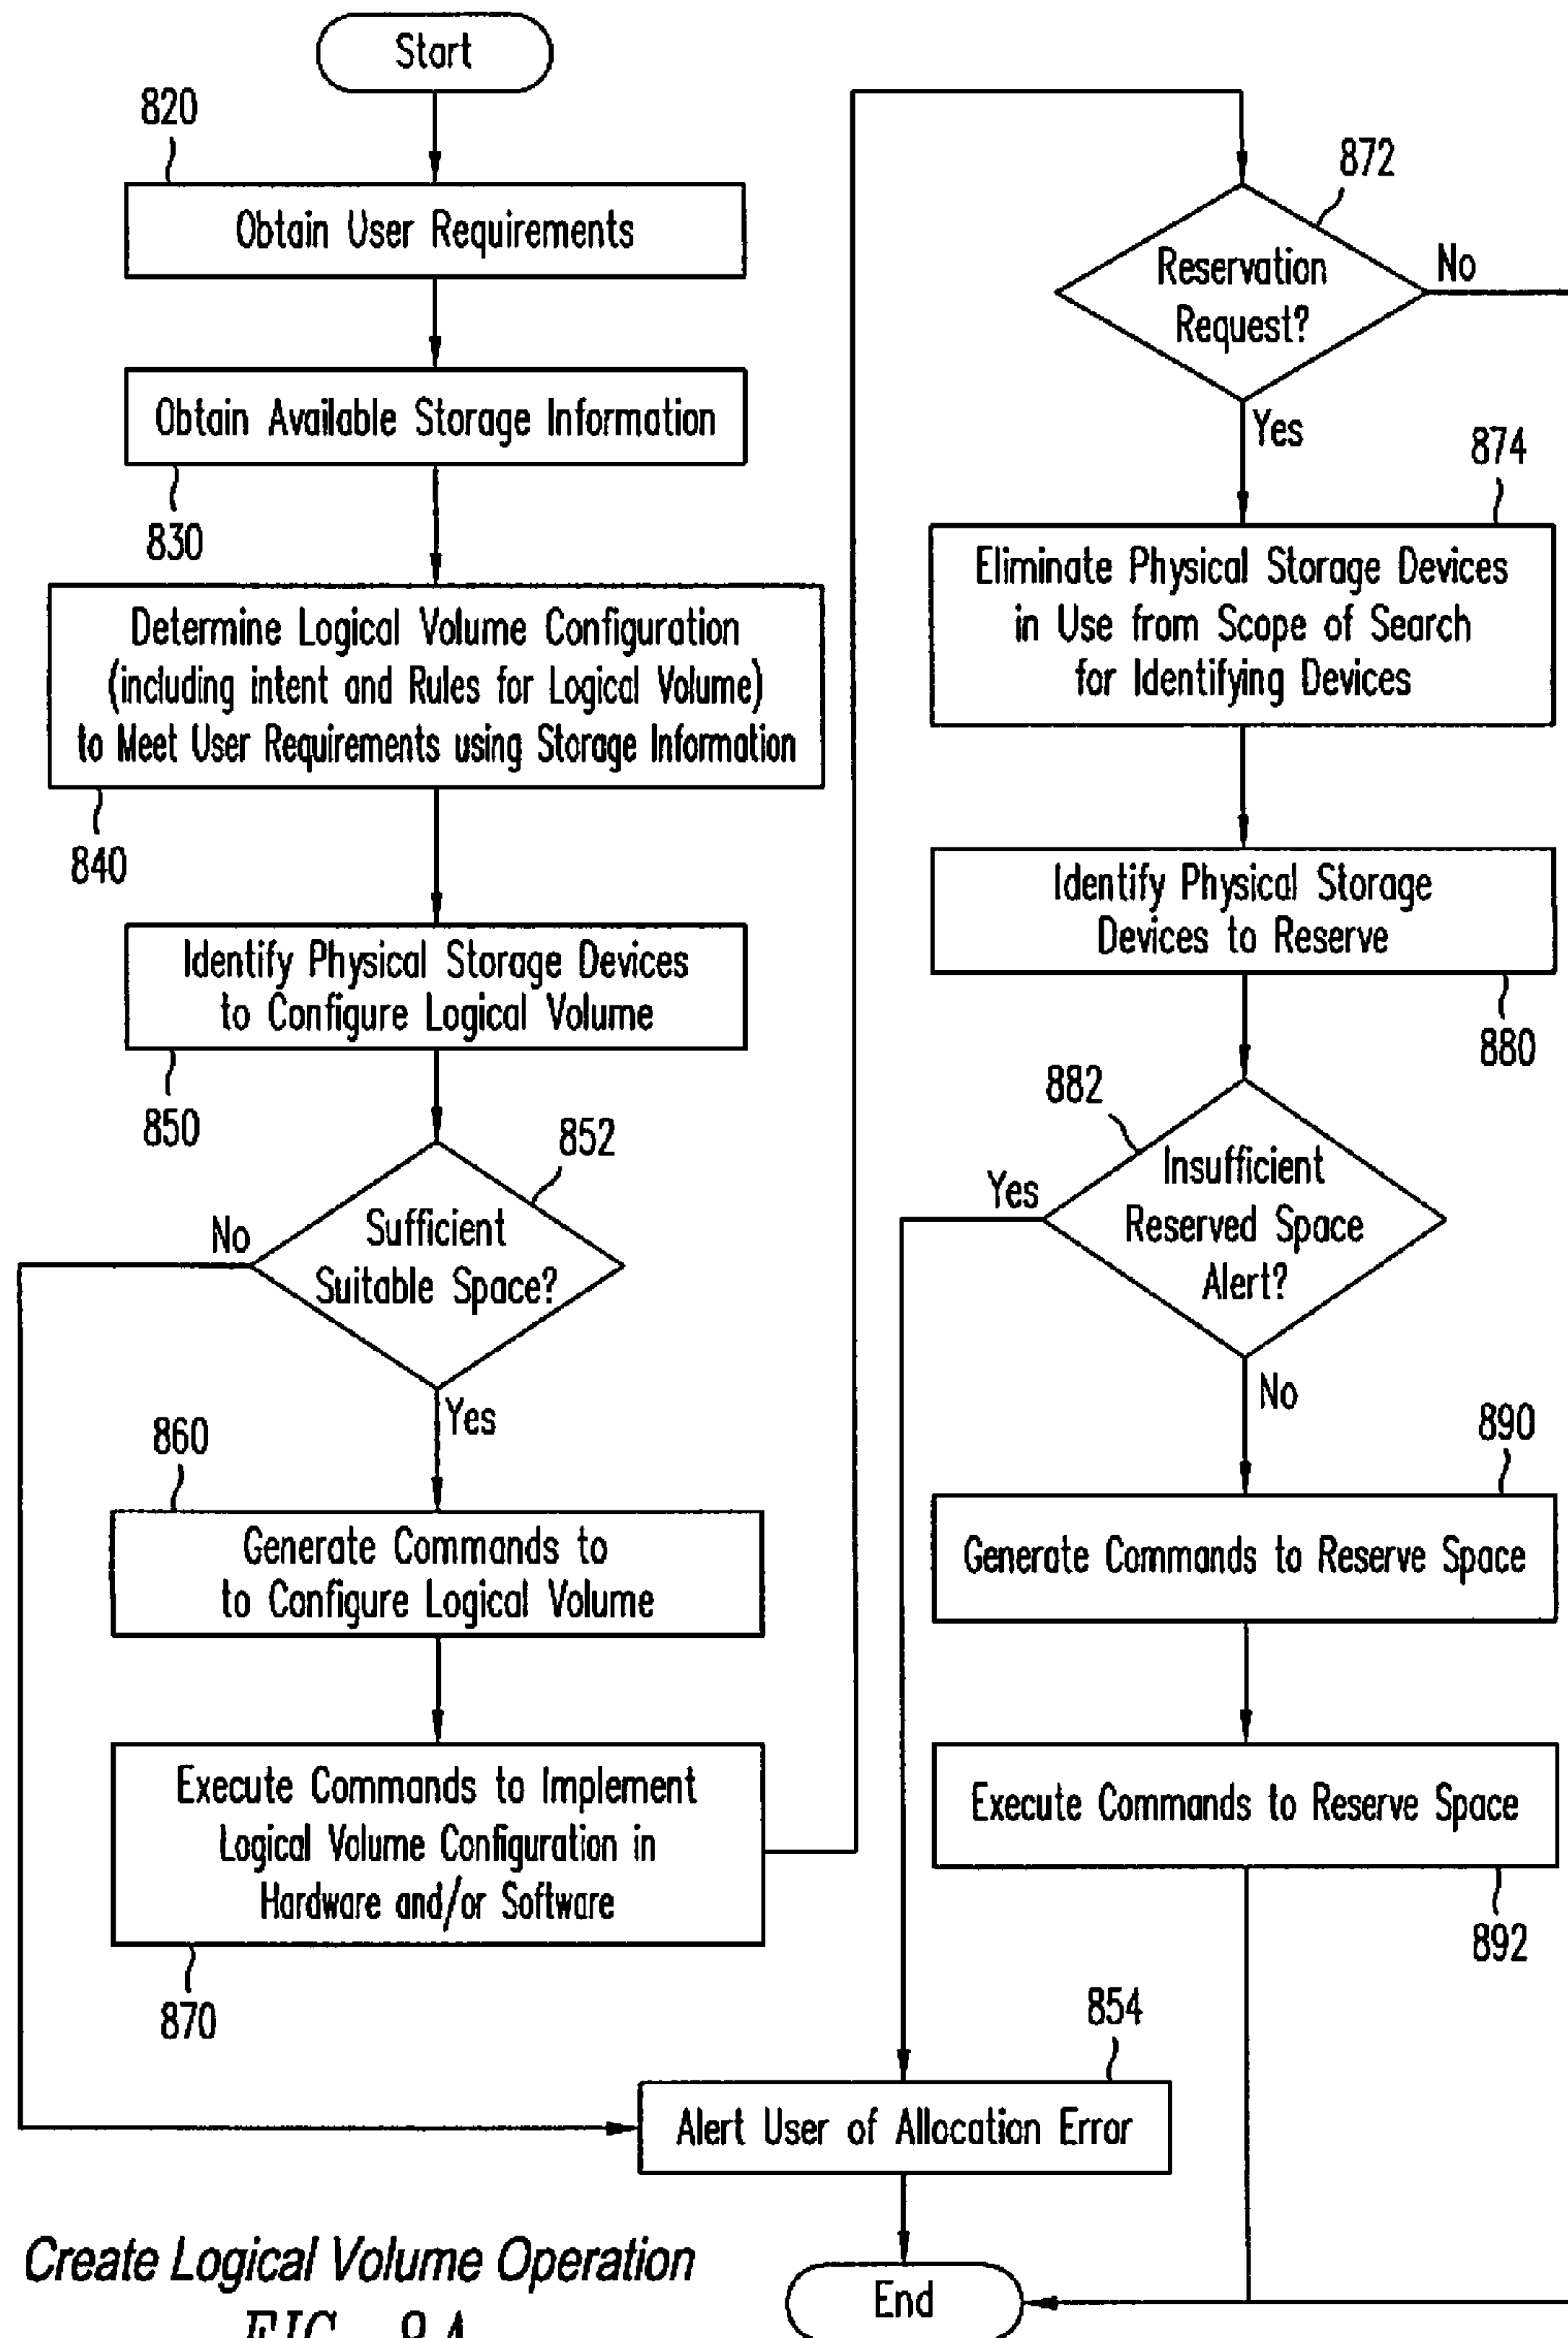 Start
820
Obtain User Requirements
Obtain Available Storage Information
830
Determine Logical Volume Configuration
(including intent and Rules for Logical Volume)
to Meet User Requirements using Storage Information
840
Identify Physical Storage Devices
to Configure Logical Volume
850
852
Sufficient
Suitable Space?
No
Yes
860
Generate Commands to
to Configure Logical Volume
Execute Commands to Implement
Logical Volume Configuration in
Hardware and/or Software
870
872
Reservation
Request?
No
Yes
874
Eliminate Physical Storage Devices
in Use from Scope of Search
for Identifying Devices
Identify Physical Storage
Devices to Reserve
880
882
Insufficient
Reserved Space
Alert?
Yes
No
890
Generate Commands to Reserve Space
Execute Commands to Reserve Space
892
854
Alert User of Allocation Error
End
Create Logical Volume Operation
FIG. 8A